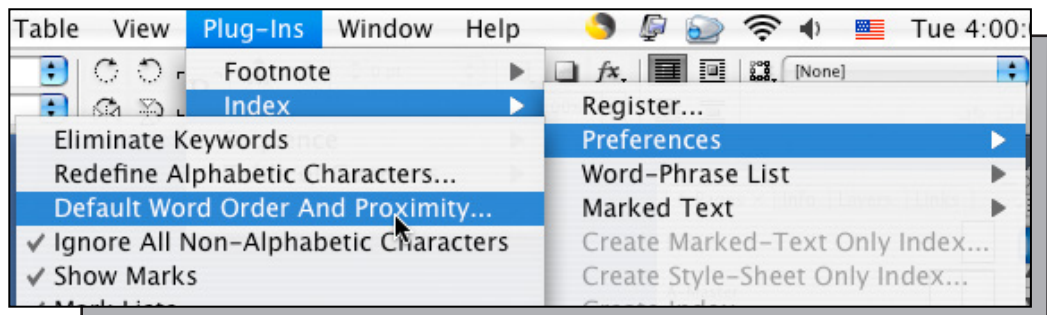 Table View Plug-Ins Window Help Tue 4:00:
Footnote fx. [None]
Index Register...
Eliminate Keywords Preferences
Redefine Alphabetic Characters... Word-Phrase List
Default Word Order And Proximity... Marked Text
✓ Ignore All Non-Alphabetic Characters Create Marked-Text Only Index...
✓ Show Marks Create Style-Sheet Only Index...